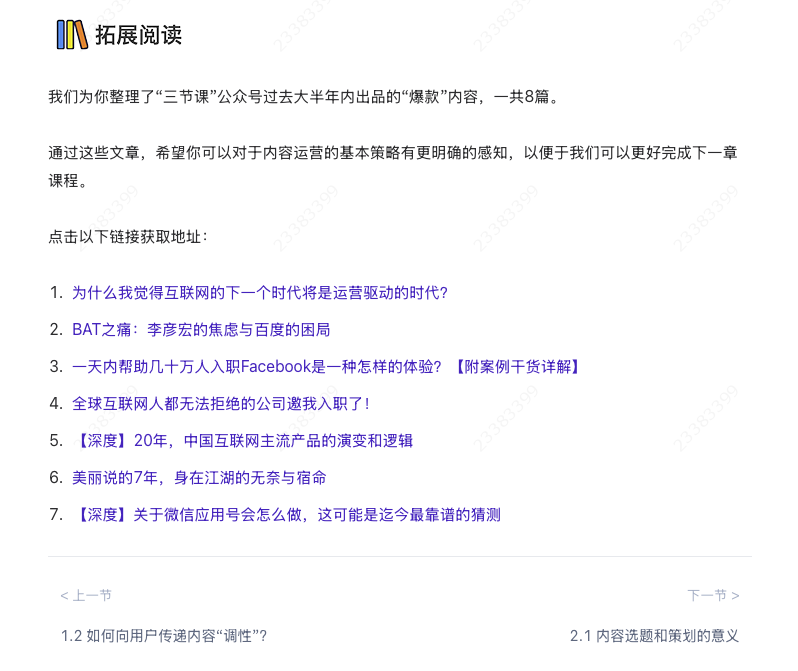 拓展阅读
我们为你整理了“三节课”公众号过去大半年内出品的“爆款”内容，一共8篇。
通过这些文章，希望你可以对于内容运营的基本策略有更明确的感知，以便于我们可以更好完成下一章
课程。
点击以下链接获取地址：
1. 为什么我觉得互联网的下一个时代将是运营驱动的时代？
2. BAT之痛：李彦宏的焦虑与百度的困局
3. 一天内帮助几十万人入职Facebook是一种怎样的体验？【附案例干货详解】
4. 全球互联网人都无法拒绝的公司邀我入职了！
5. 【深度】20年，中国互联网主流产品的演变和逻辑
6. 美丽说的7年，身在江湖的无奈与宿命
7. 【深度】关于微信应用号会怎么做，这可能是迄今最靠谱的猜测
< 上一节 下一节 >
1.2 如何向用户传递内容“调性”？ 2.1 内容选题和策划的意义
23383399
23383399
23383399
23383399
23383399
23383399
23383399
23383399
23383399